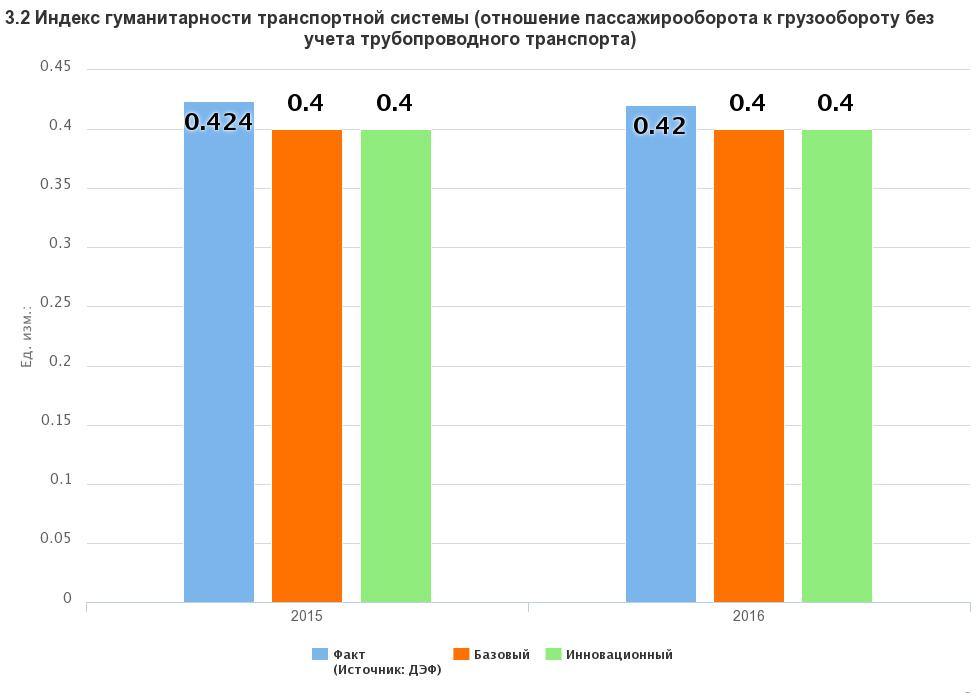 3.2 Индекс гуманитарности транспортной системы (отношение пассажирооборота к грузообороту без
учета трубопроводного транспорта)
0.45
0.4
0.35
0.3
0.25
0.2
0.15
0.1
0.05
0
Ед. изм.:
0.424
0.4
0.4
0.42
0.4
0.4
2015
2016
Факт
(Источник: ДЭФ)
Базовый
Инновационный